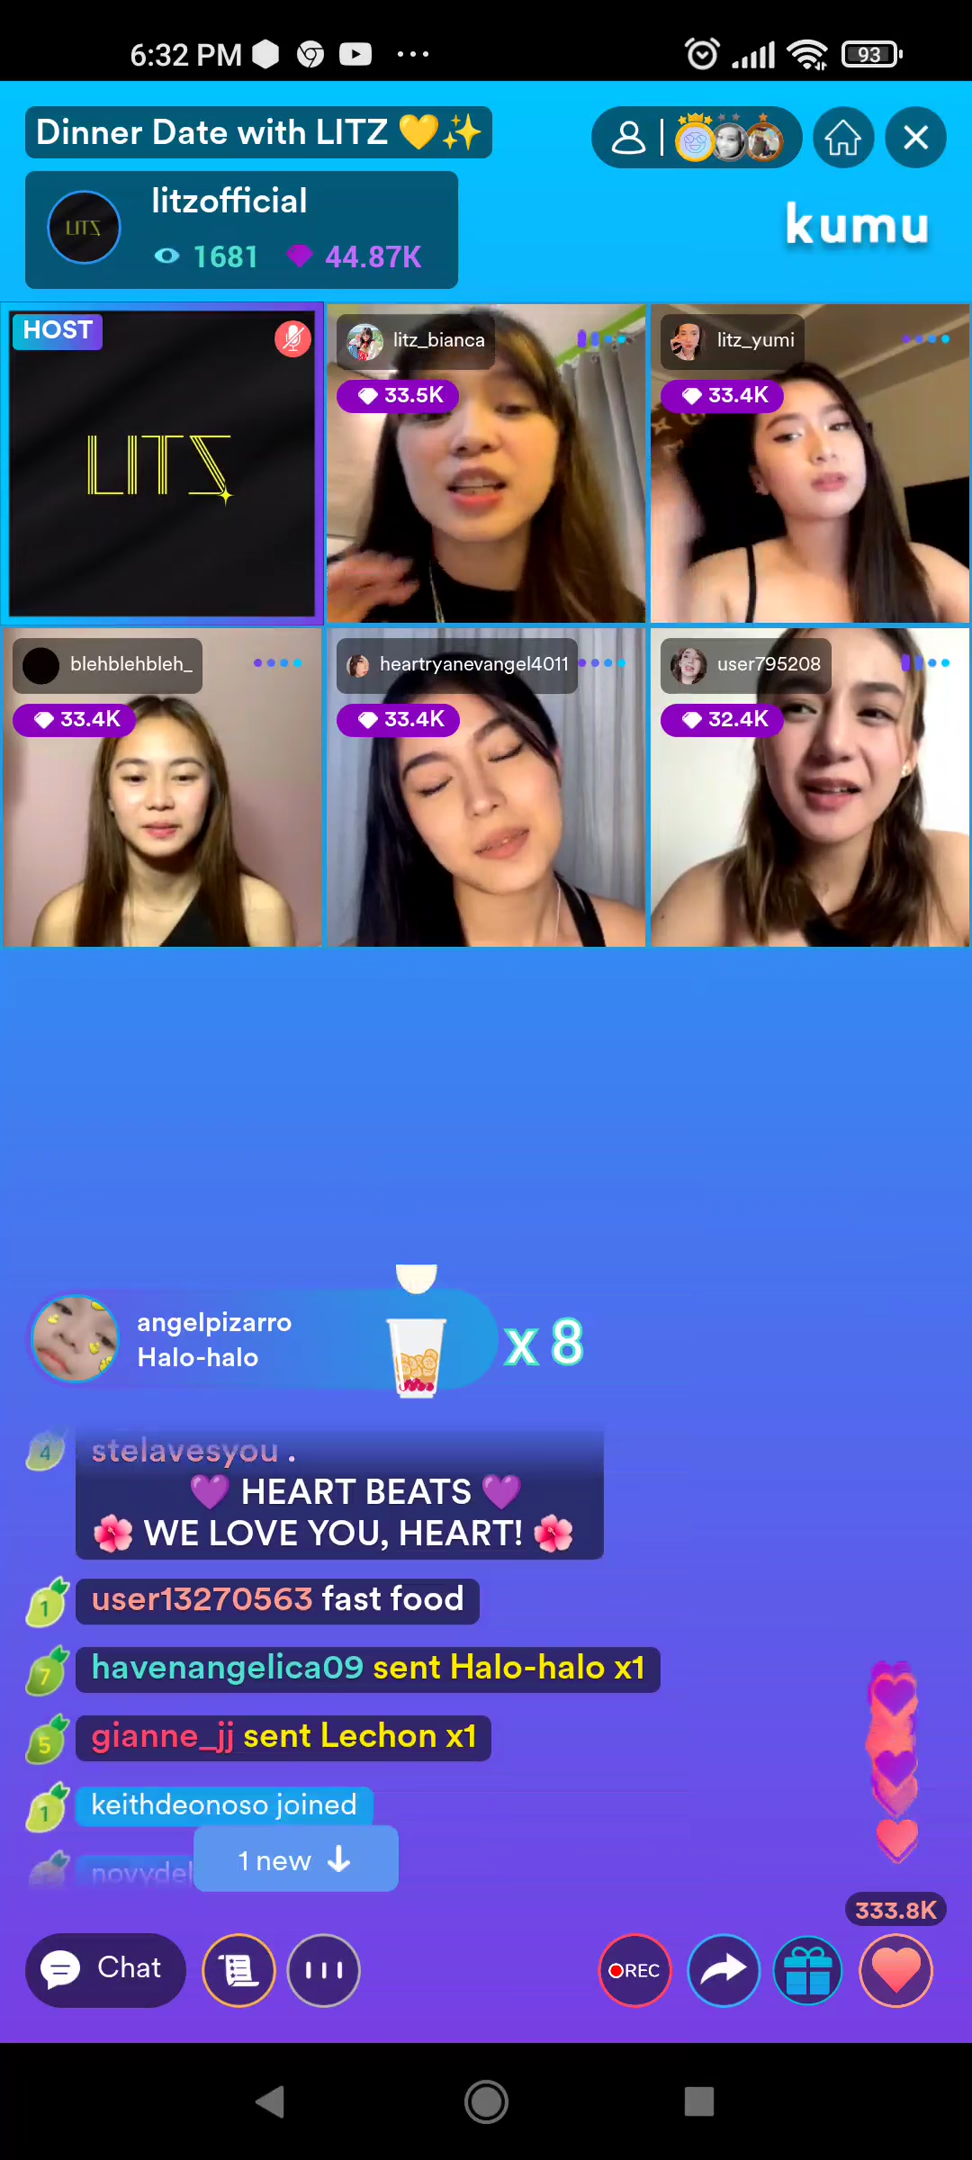 6:32 PM
93
Dinner Date with LITZ 💛✨
litzofficial
1681 44.87K
kumu
HOST
LITZ
litz_bianca
33.5K
litz_yumi
33.4K
blehblehbleh_
33.4K
heartryanevangel4011
33.4K
user795208
32.4K
angelpizarro
Halo-halo
x 8
4 stelavesyou .
💜 HEART BEATS 💜
🌺 WE LOVE YOU, HEART! 🌺
1 user13270563 fast food
7 havenangelica09 sent Halo-halo x1
5 gianne_jj sent Lechon x1
1 keithdeonoso joined
1 new ↓
333.8K
Chat
REC